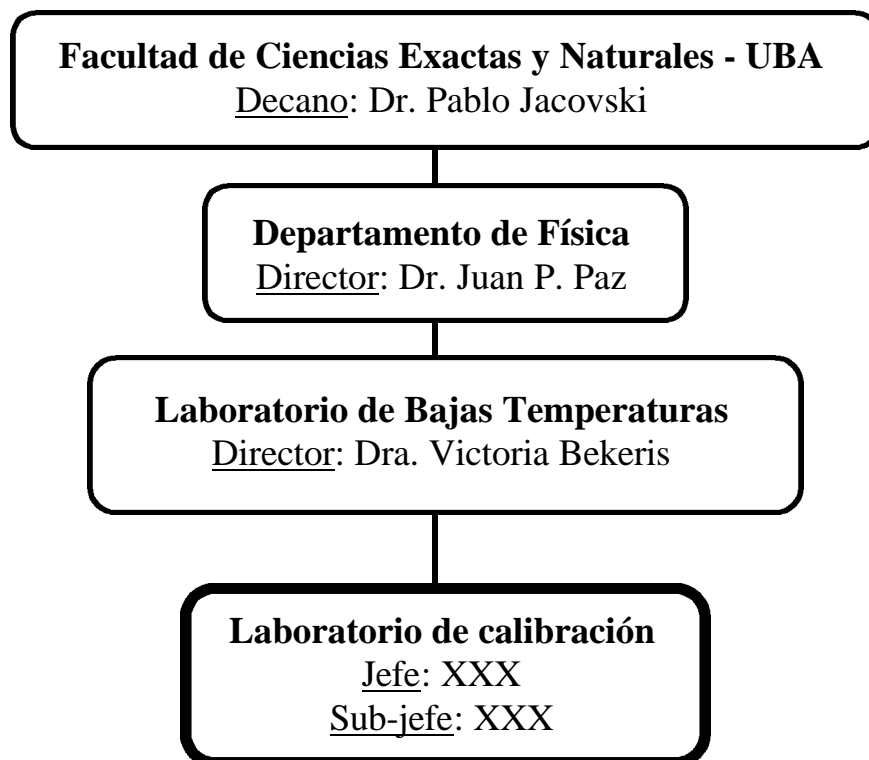 Facultad de Ciencias Exactas y Naturales - UBA
Decano: Dr. Pablo Jacovski
Departamento de Física
Director: Dr. Juan P. Paz
Laboratorio de Bajas Temperaturas
Director: Dra. Victoria Bekeris
Laboratorio de calibración
Jefe: XXX
Sub-jefe: XXX